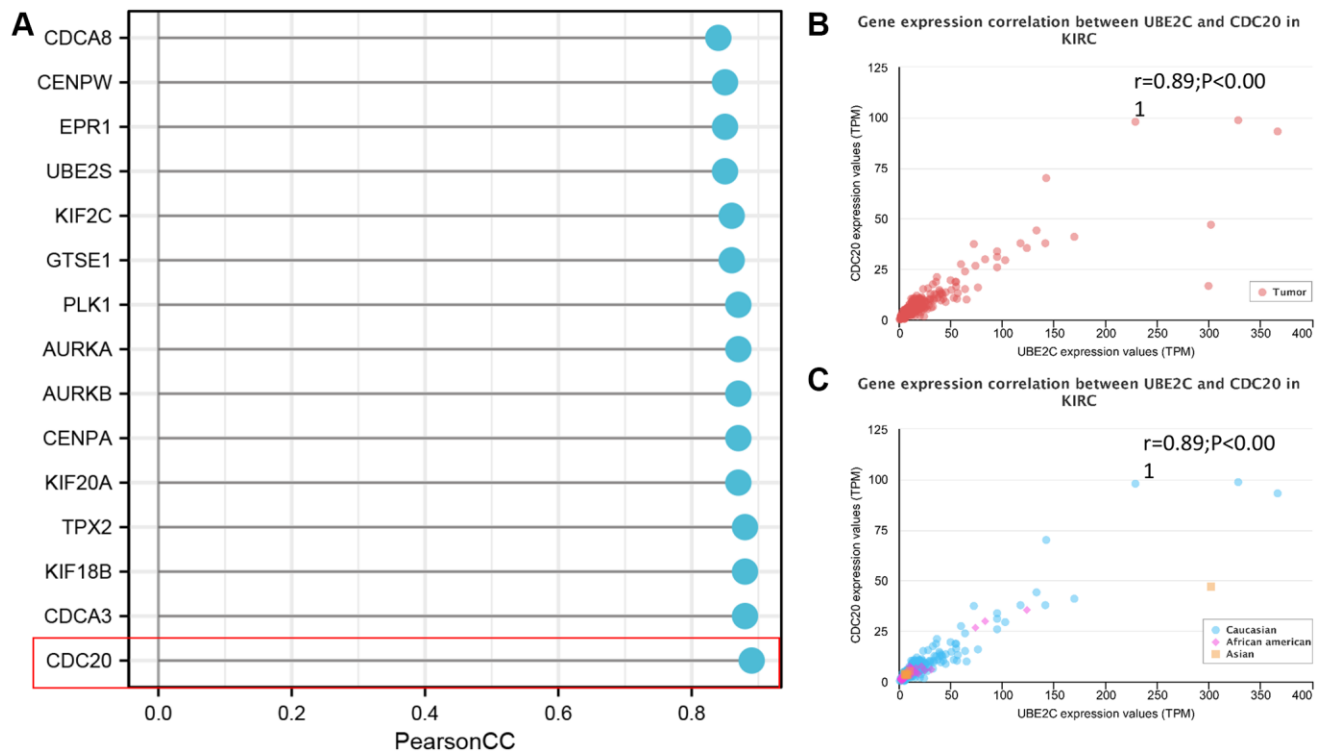 A
CDCA8
CENPW
EPR1
UBE2S
KIF2C
GTSE1
PLK1
AURKA
AURKB
CENPA
KIF20A
TPX2
KIF18B
CDCA3
CDC20
0.0 0.2 0.4 0.6 0.8
PearsonCC
B
Gene expression correlation between UBE2C and CDC20 in
KIRC
r=0.89;P<0.00
1
CDC20 expression values (TPM)
125
100
75
50
25
0
0 50 100 150 200 250 300 350 400
UBE2C expression values (TPM)
Tumor
C
Gene expression correlation between UBE2C and CDC20 in
KIRC
r=0.89;P<0.00
1
CDC20 expression values (TPM)
125
100
75
50
25
0
0 50 100 150 200 250 300 350 400
UBE2C expression values (TPM)
Caucasian
African american
Asian